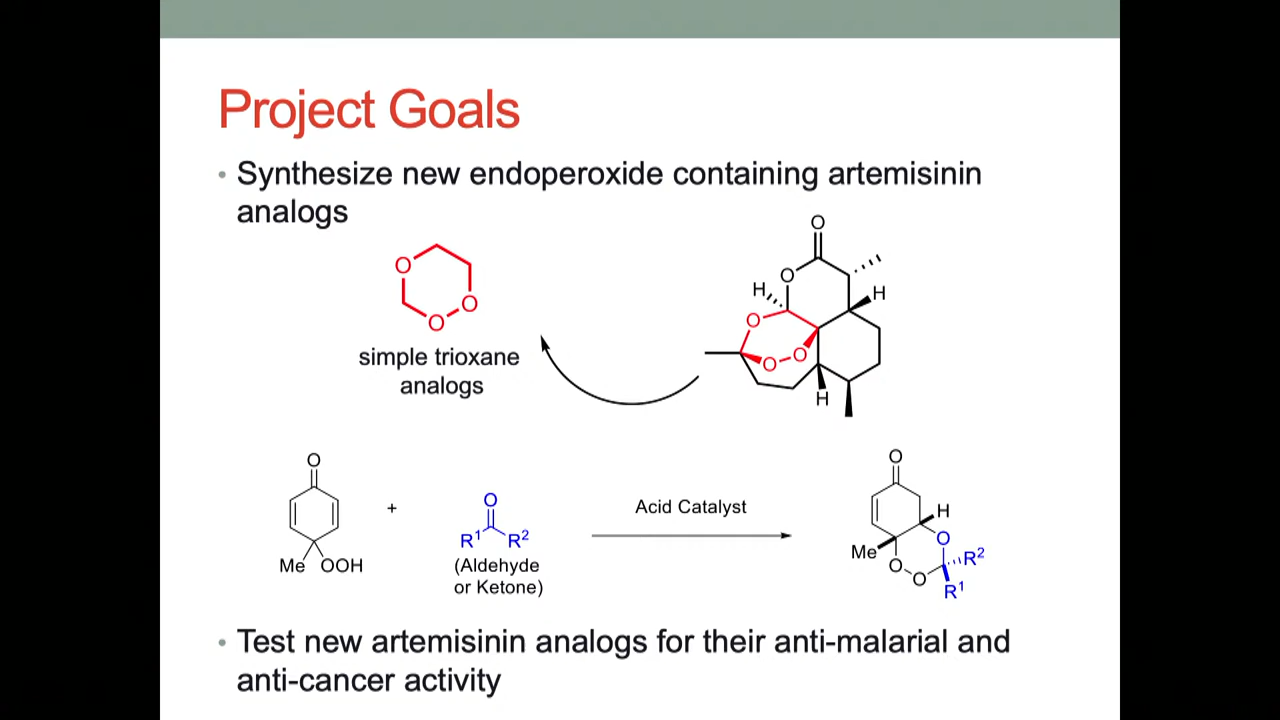 Project Goals
• Synthesize new endoperoxide containing artemisinin
analogs
O
O
O
simple trioxane
analogs
O
O
H
H
O
O
O
H
O
Me OOH
+
O
R¹ R²
(Aldehyde
or Ketone)
Acid Catalyst
O
H
O
Me
O
O
R²
R¹
• Test new artemisinin analogs for their anti-malarial and
anti-cancer activity